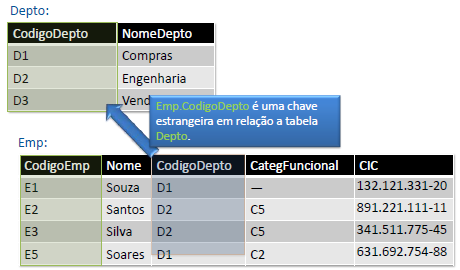 Depto:
CodigoDepto NomeDepto
D1 Compras
D2 Engenharia
D3 Vend
Emp.CodigoDepto é uma chave
estrangeira em relação a tabela
Depto.
Emp:
CodigoEmp Nome CodigoDepto CategFuncional CIC
E1 Souza D1 — 132.121.331-20
E2 Santos D2 C5 891.221.111-11
E3 Silva D2 C5 341.511.775-45
E5 Soares D1 C2 631.692.754-88